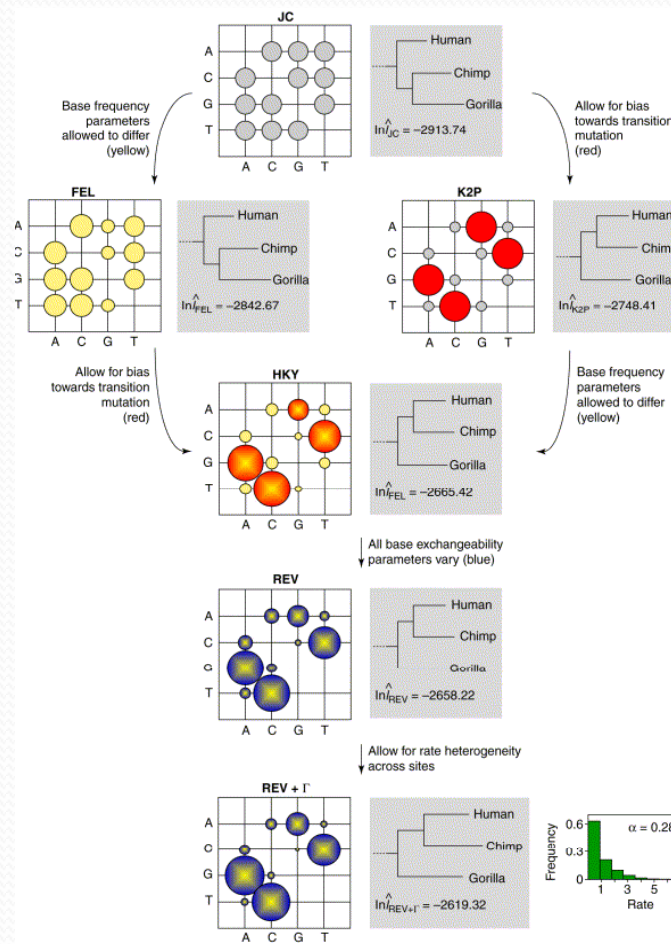 JC
A
C
G
T
A C G T
Human
Chimp
Gorilla
lnl̂JC = −2913.74
Base frequency
parameters
allowed to differ
(yellow)
Allow for bias
towards transition
mutation
(red)
FEL
A
C
G
T
A C G T
Human
Chimp
Gorilla
lnl̂FEL = −2842.67
K2P
A
C
G
T
A C G T
Human
Gorilla
lnl̂K2P = −2748.41
Allow for bias
towards transition
mutation
(red)
Base frequency
parameters
allowed to differ
(yellow)
HKY
A
C
G
T
A C G T
Human
Chimp
Gorilla
lnl̂FEL = −2665.42
All base exchangeability
parameters vary (blue)
REV
A
C
G
T
A C G T
Human
Chimp
Gorilla
lnl̂REV = −2658.22
Allow for rate heterogeneity
across sites
REV + Γ
A
C
G
T
A C G T
Human
Chimp
Gorilla
lnl̂REV+Γ = −2619.32
Frequency
0.6
0.3
0
α = 0.28
1 3 5
Rate